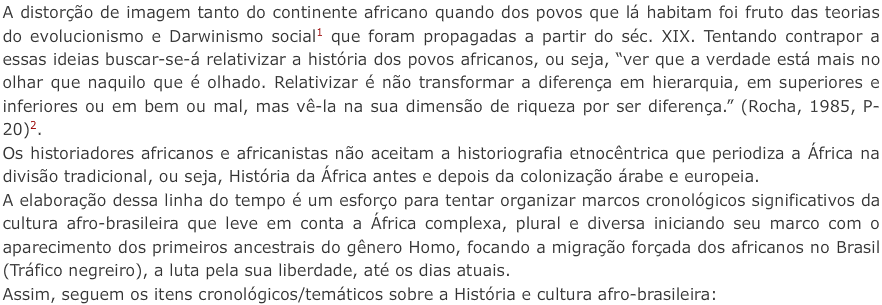 A distorção de imagem tanto do continente africano quando dos povos que lá habitam foi fruto das teorias
do evolucionismo e Darwinismo social1 que foram propagadas a partir do séc. XIX. Tentando contrapor a
essas ideias buscar-se-á relativizar a história dos povos africanos, ou seja, “ver que a verdade está mais no
olhar que naquilo que é olhado. Relativizar é não transformar a diferença em hierarquia, em superiores e
inferiores ou em bem ou mal, mas vê-la na sua dimensão de riqueza por ser diferença.” (Rocha, 1985, P-
20)2.
Os historiadores africanos e africanistas não aceitam a historiografia etnocêntrica que periodiza a África na
divisão tradicional, ou seja, História da África antes e depois da colonização árabe e europeia.
A elaboração dessa linha do tempo é um esforço para tentar organizar marcos cronológicos significativos da
cultura afro-brasileira que leve em conta a África complexa, plural e diversa iniciando seu marco com o
aparecimento dos primeiros ancestrais do gênero Homo, focando a migração forçada dos africanos no Brasil
(Tráfico negreiro), a luta pela sua liberdade, até os dias atuais.
Assim, seguem os itens cronológicos/temáticos sobre a História e cultura afro-brasileira: